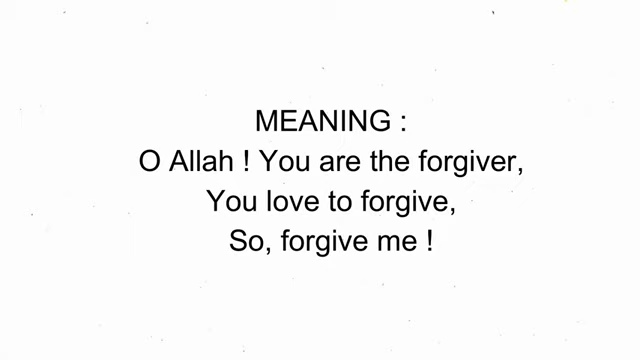 MEANING :
O Allah ! You are the forgiver,
You love to forgive,
So, forgive me !